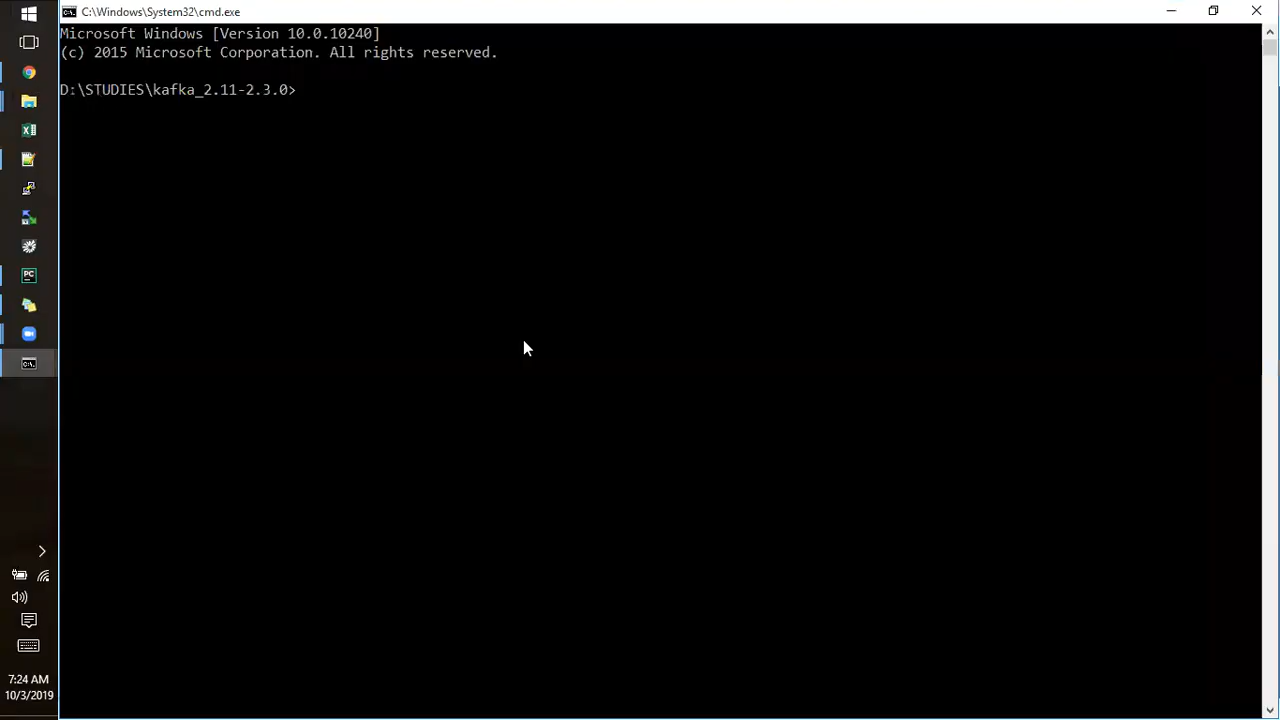 C:\Windows\System32\cmd.exe
Microsoft Windows [Version 10.0.10240]
(c) 2015 Microsoft Corporation. All rights reserved.
D:\STUDIES\kafka_2.11-2.3.0>
PC
C:\.
7:24 AM
10/3/2019